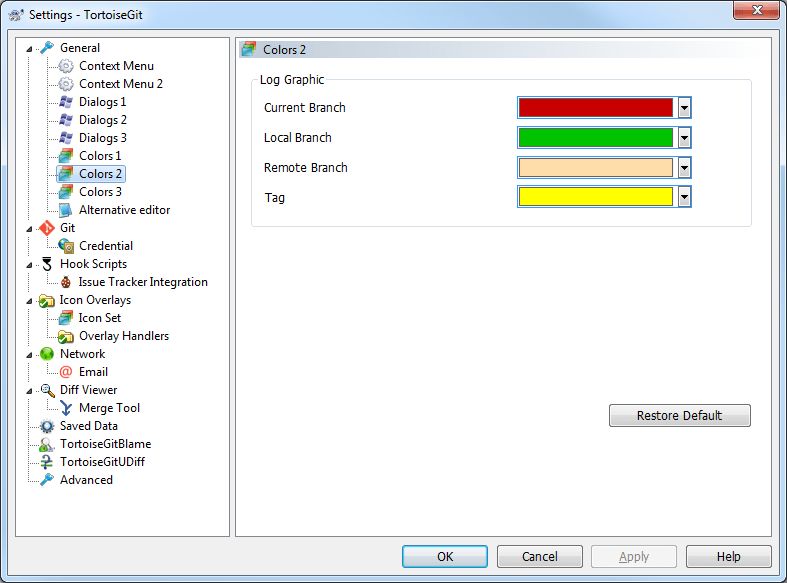 Settings - TortoiseGit
General
Context Menu
Context Menu 2
Dialogs 1
Dialogs 2
Dialogs 3
Colors 1
Colors 2
Colors 3
Alternative editor
Git
Credential
Hook Scripts
Issue Tracker Integration
Icon Overlays
Icon Set
Overlay Handlers
Network
Email
Diff Viewer
Merge Tool
Saved Data
TortoiseGitBlame
TortoiseGitUDiff
Advanced
Colors 2
Log Graphic
Current Branch
Local Branch
Remote Branch
Tag
Restore Default
OK
Cancel
Apply
Help